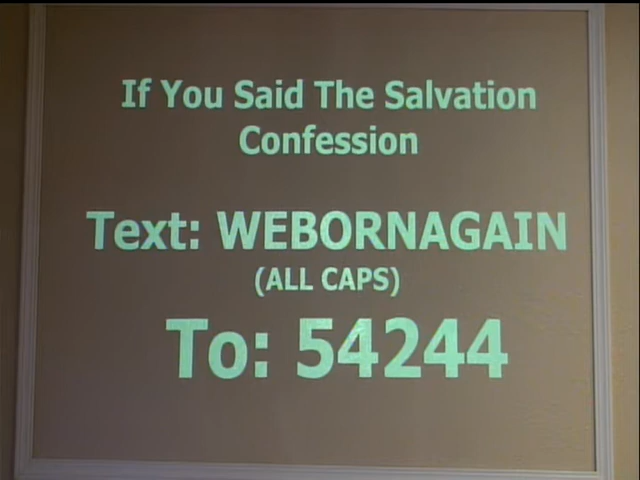 If You Said The Salvation
Confession
Text: WEBORNAGAIN
(ALL CAPS)
To: 54244